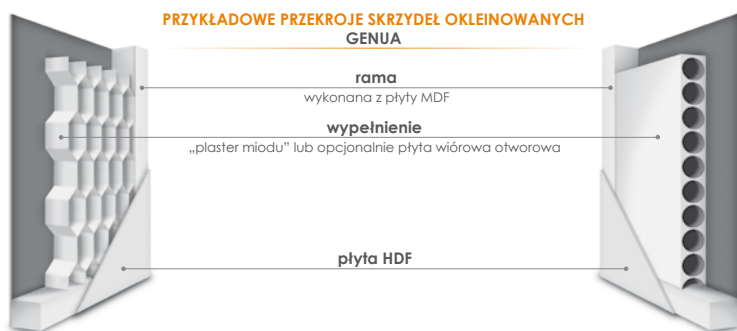 PRZYKŁADOWE PRZEKROJE SKRZYDEŁ OKLEINOWANYCH
GENUA
rama
wykonana z płyty MDF
wypełnienie
„plaster miodu” lub opcjonalnie płyta wiórowa otworowa
płyta HDF